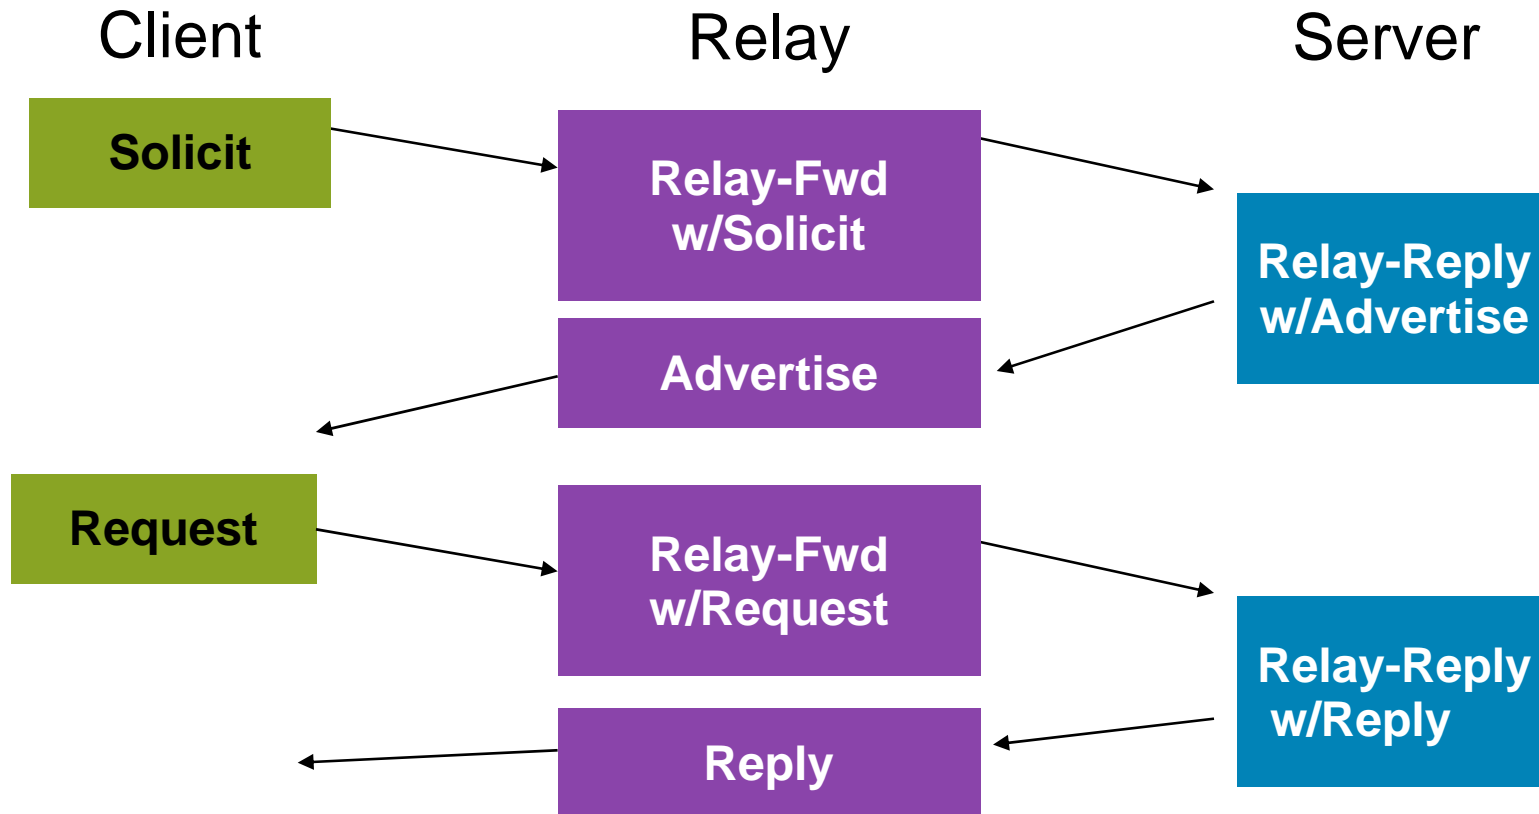 Client
Relay
Server
Solicit
Relay-Fwd
w/Solicit
Relay-Reply
w/Advertise
Advertise
Request
Relay-Fwd
w/Request
Relay-Reply
w/Reply
Reply